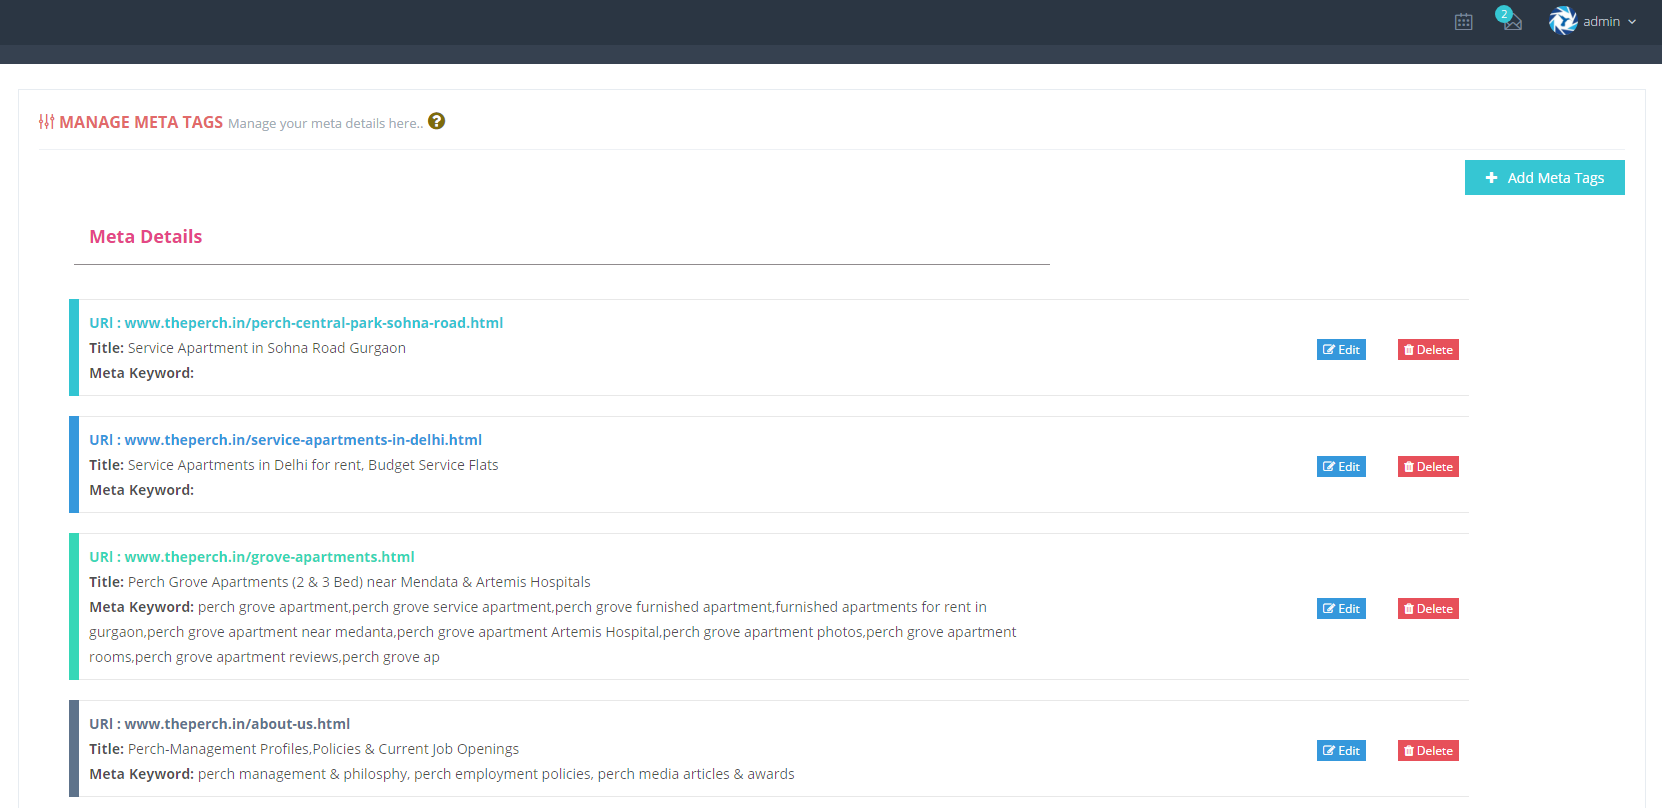 2
admin
MANAGE META TAGS Manage your meta details here.. ?
Add Meta Tags
Meta Details
URl : www.theperch.in/perch-central-park-sohna-road.html
Title: Service Apartment in Sohna Road Gurgaon
Edit Delete
Meta Keyword:
URl : www.theperch.in/service-apartments-in-delhi.html
Title: Service Apartments in Delhi for rent, Budget Service Flats
Edit Delete
Meta Keyword:
URl : www.theperch.in/grove-apartments.html
Title: Perch Grove Apartments (2 & 3 Bed) near Mendata & Artemis Hospitals
Meta Keyword: perch grove apartment,perch grove service apartment,perch grove furnished apartment,furnished apartments for rent in
Edit Delete
gurgaon,perch grove apartment near medanta,perch grove apartment Artemis Hospital,perch grove apartment photos,perch grove apartment
rooms,perch grove apartment reviews,perch grove ap
URl : www.theperch.in/about-us.html
Title: Perch-Management Profiles,Policies & Current Job Openings
Edit Delete
Meta Keyword: perch management & philosphy, perch employment policies, perch media articles & awards